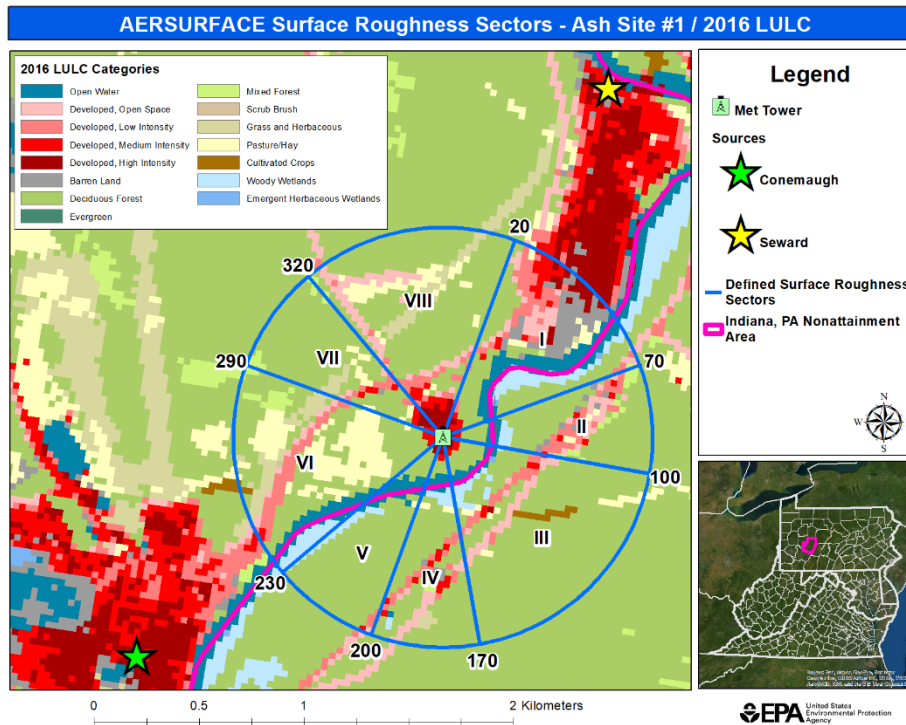 AERSURFACE Surface Roughness Sectors - Ash Site #1 / 2016 LULC
2016 LULC Categories
Open Water
Developed, Open Space
Developed, Low Intensity
Developed, Medium Intensity
Developed, High Intensity
Barren Land
Deciduous Forest
Evergreen
Mixed Forest
Scrub Brush
Grass and Herbaceous
Pasture/Hay
Cultivated Crops
Woody Wetlands
Emergent Herbaceous Wetlands
20
320
VIII
I
VII
290
70
II
VI
100
III
V
IV
230
200
170
0 0.5 1 2 Kilometers
Legend
Met Tower
Sources
Conemaugh
Seward
Defined Surface Roughness
Sectors
Indiana, PA Nonattainment
Area
N
W E
S
EPA
United States
Environmental Protection
Agency